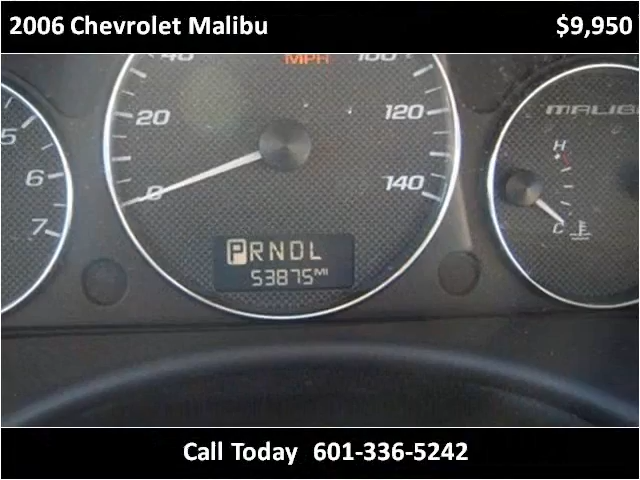 2006 Chevrolet Malibu $9,950
MPH
20
120
0
140
5
6
7
MALIBU
H
C
PRNDL
53875MI
Call Today 601-336-5242